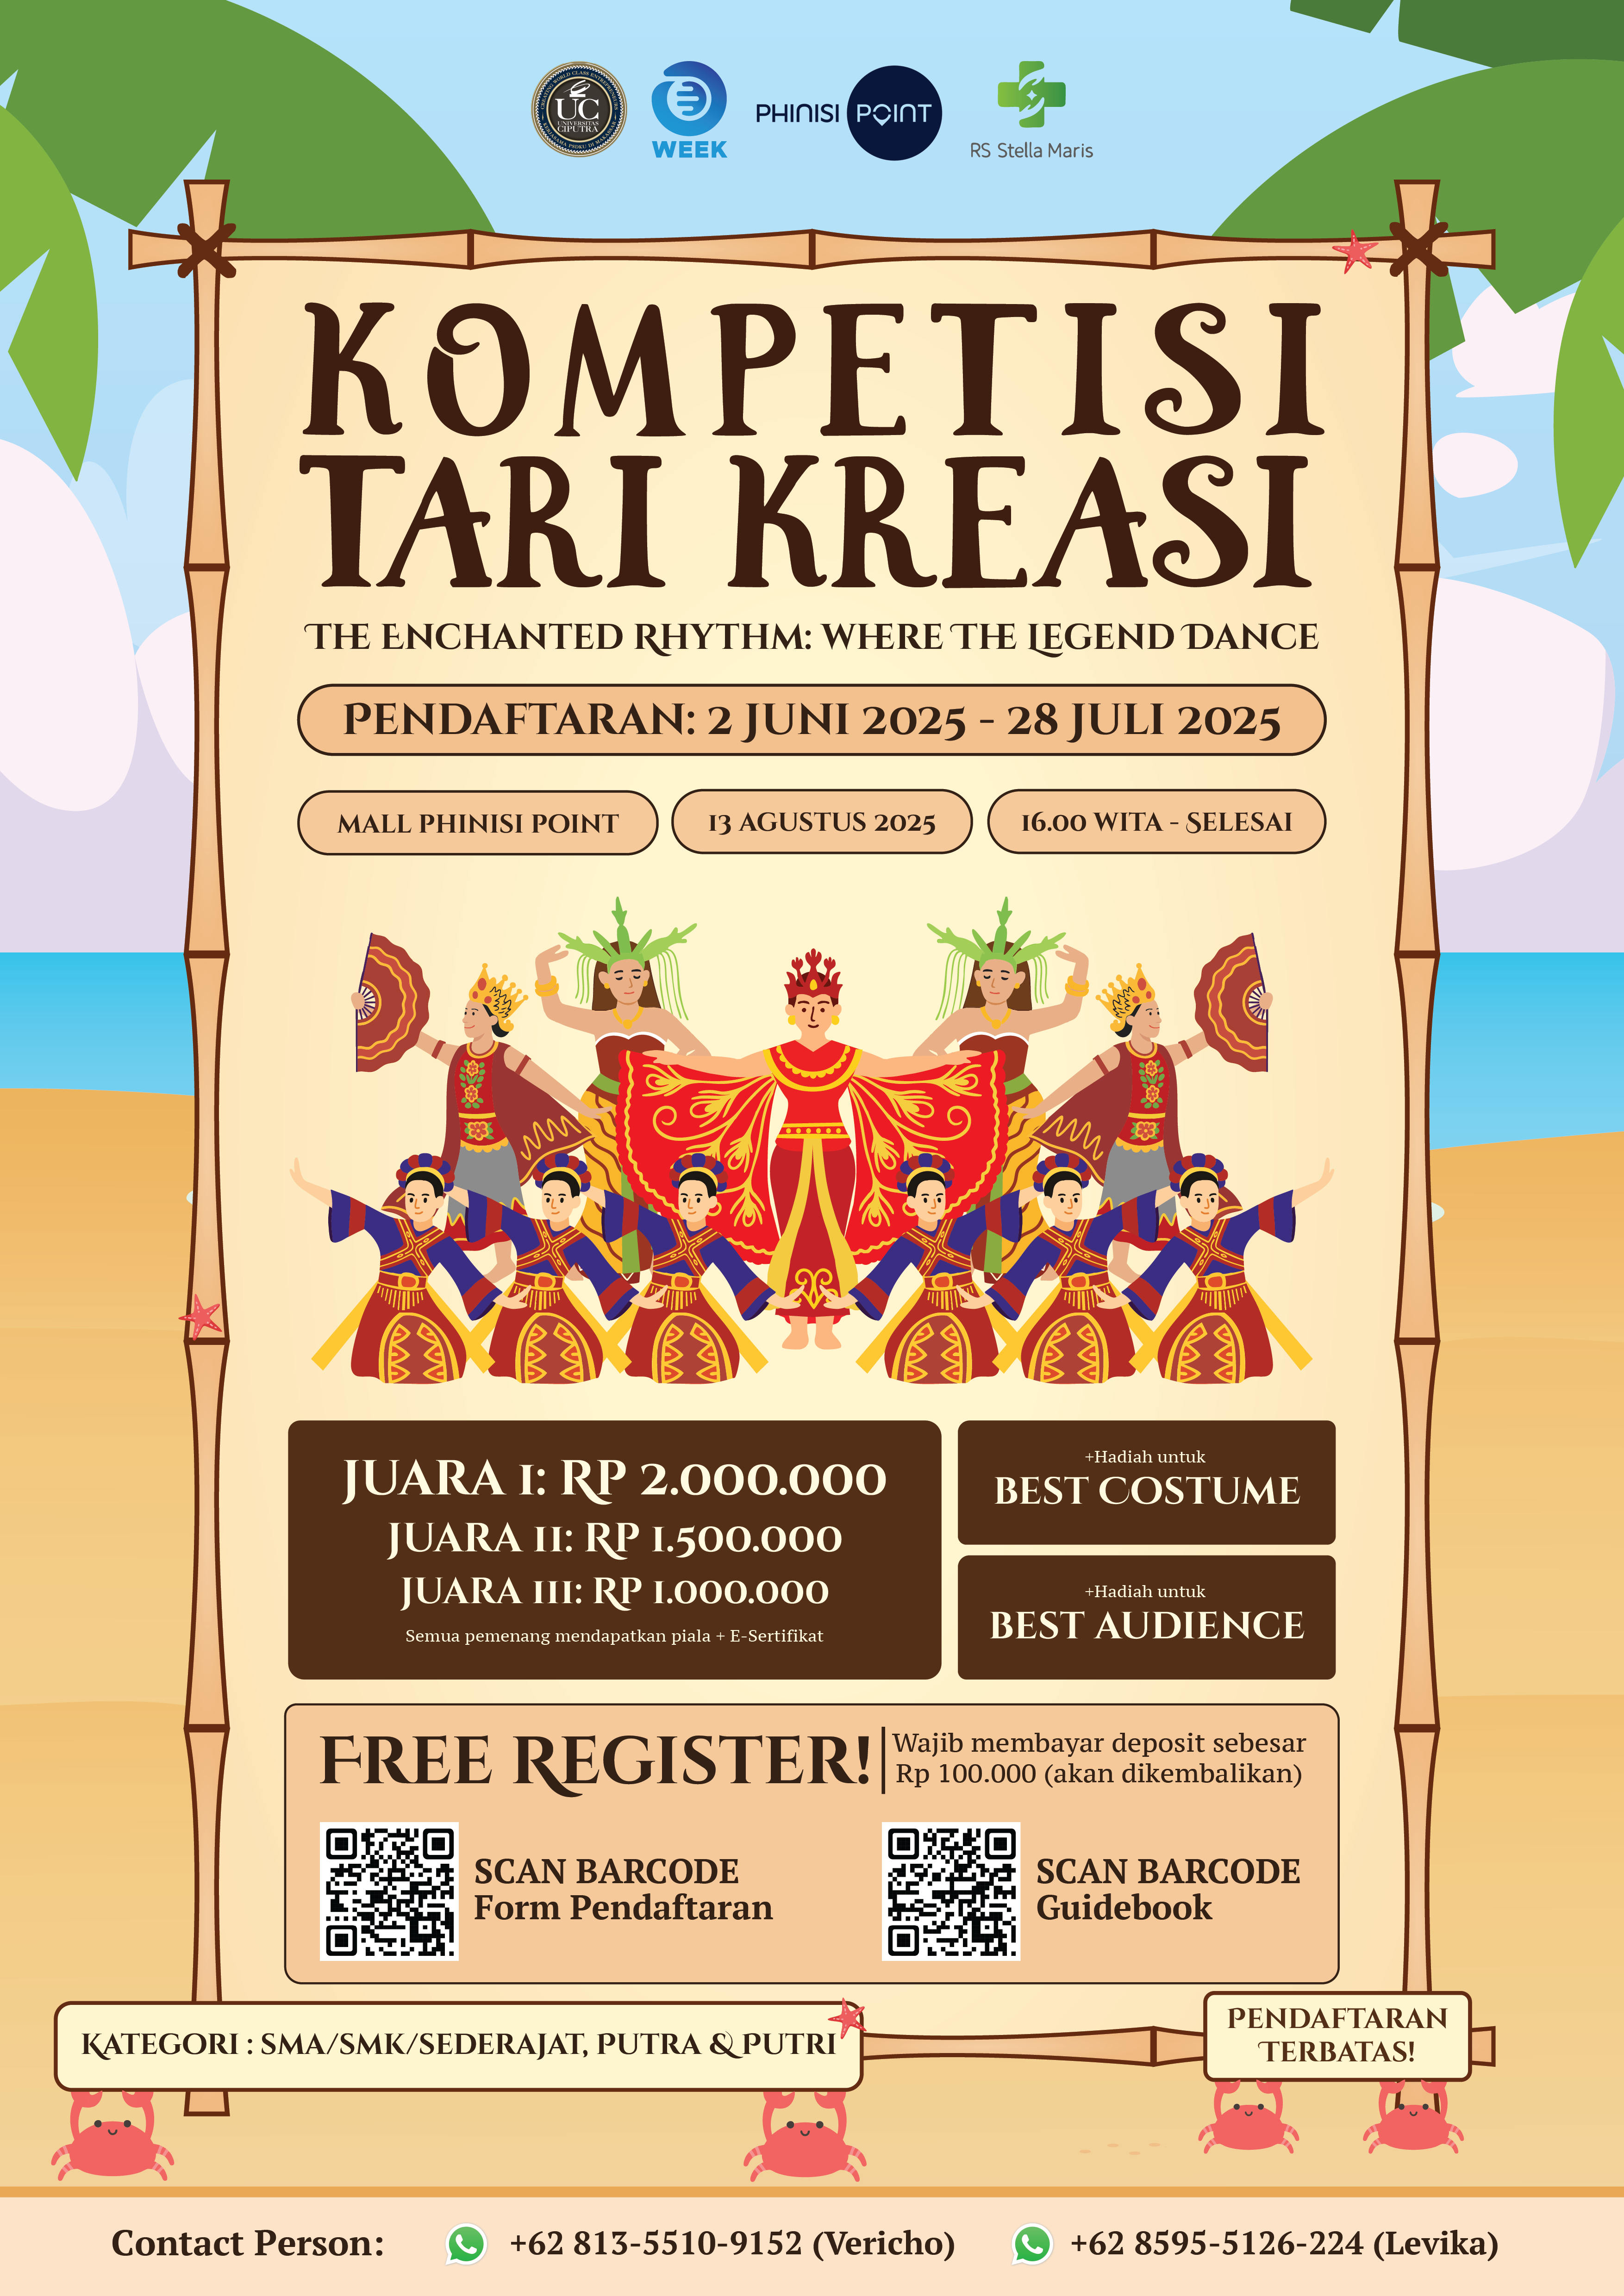 CREATING WORLD CLASS ENTREPRENEURS
UC
UNIVERSITAS
CIPUTRA
WEEK
PHINISI POINT
RS Stella Maris
KOMPETISI
TARI KREASI
THE ENCHANTED RHYTHM: WHERE THE LEGEND DANCE
PENDAFTARAN: 2 JUNI 2025 - 28 JULI 2025
MALL PHINISI POINT
13 AGUSTUS 2025
16.00 WITA - SELESAI
JUARA I: RP 2.000.000
JUARA II: RP 1.500.000
JUARA III: RP 1.000.000
Semua pemenang mendapatkan piala + E-Sertifikat
+Hadiah untuk
BEST COSTUME
+Hadiah untuk
BEST AUDIENCE
FREE REGISTER!
Wajib membayar deposit sebesar
Rp 100.000 (akan dikembalikan)
SCAN BARCODE
Form Pendaftaran
SCAN BARCODE
Guidebook
KATEGORI : SMA/SMK/SEDERAJAT, PUTRA & PUTRI
PENDAFTARAN
TERBATAS!
Contact Person:
+62 813-5510-9152 (Vericho)
+62 8595-5126-224 (Levika)